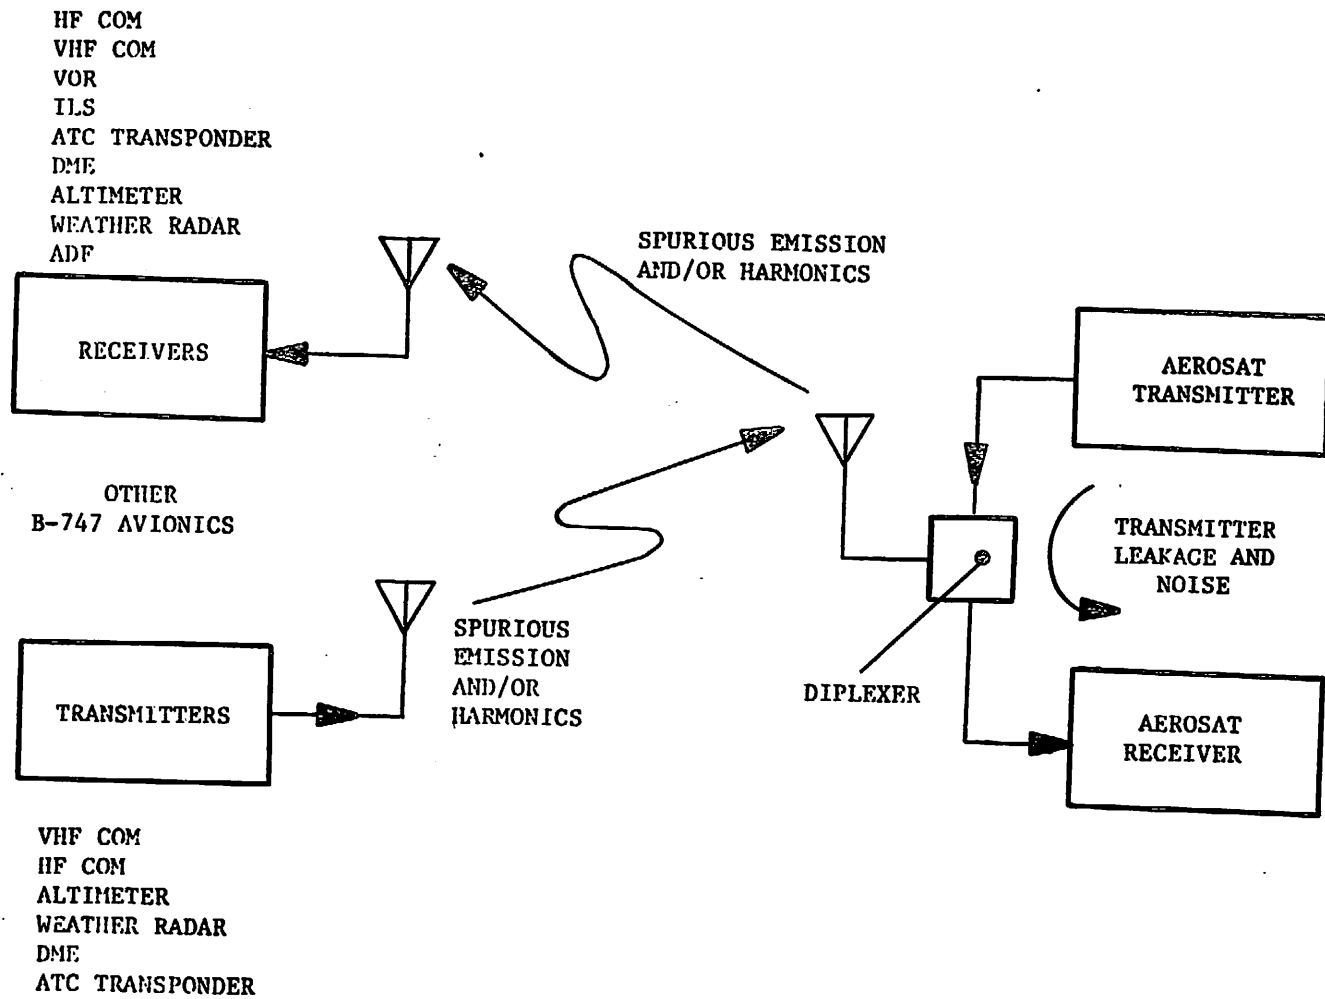 HF COM
VHF COM
VOR
ILS
ATC TRANSPONDER
DME
ALTIMETER
WEATHER RADAR
ADF
RECEIVERS
SPURIOUS EMISSION
AND/OR HARMONICS
AEROSAT
TRANSMITTER
OTHER
B-747 AVIONICS
TRANSMITTER
LEAKAGE AND
NOISE
SPURIOUS
EMISSION
AND/OR
HARMONICS
DIPLEXER
TRANSMITTERS
AEROSAT
RECEIVER
VHF COM
HF COM
ALTIMETER
WEATHER RADAR
DME
ATC TRANSPONDER